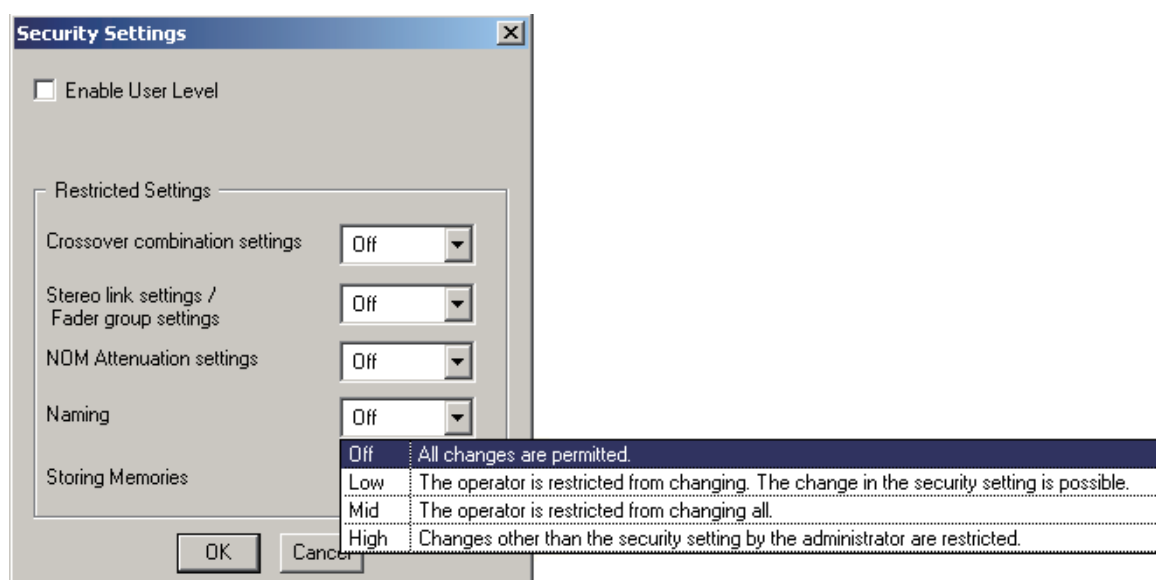 Security Settings
Enable User Level
Restricted Settings
Crossover combination settings Off
Stereo link settings /
Fader group settings Off
NOM Attenuation settings Off
Naming Off
Off All changes are permitted.
Storing Memories
Low The operator is restricted from changing. The change in the security setting is possible.
Mid The operator is restricted from changing all.
High Changes other than the security setting by the administrator are restricted.
OK Cancel